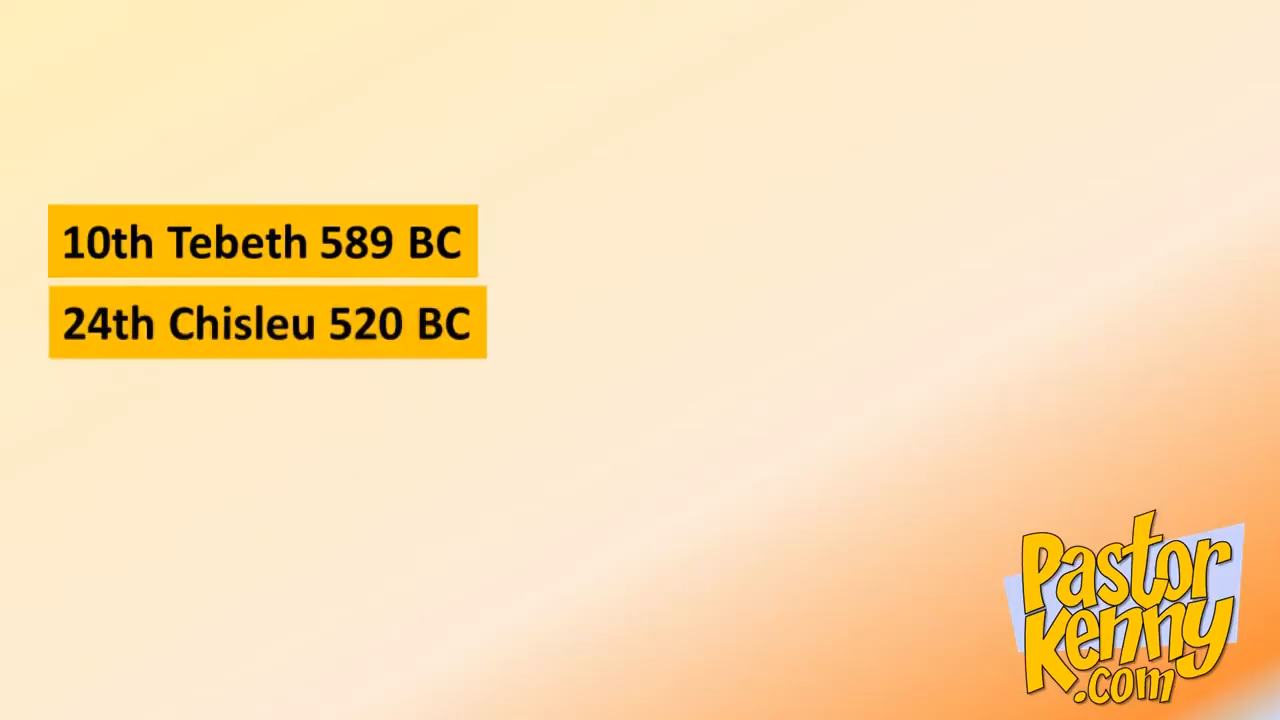 10th Tebeth 589 BC
24th Chisleu 520 BC
Pastor
Kenny
.com